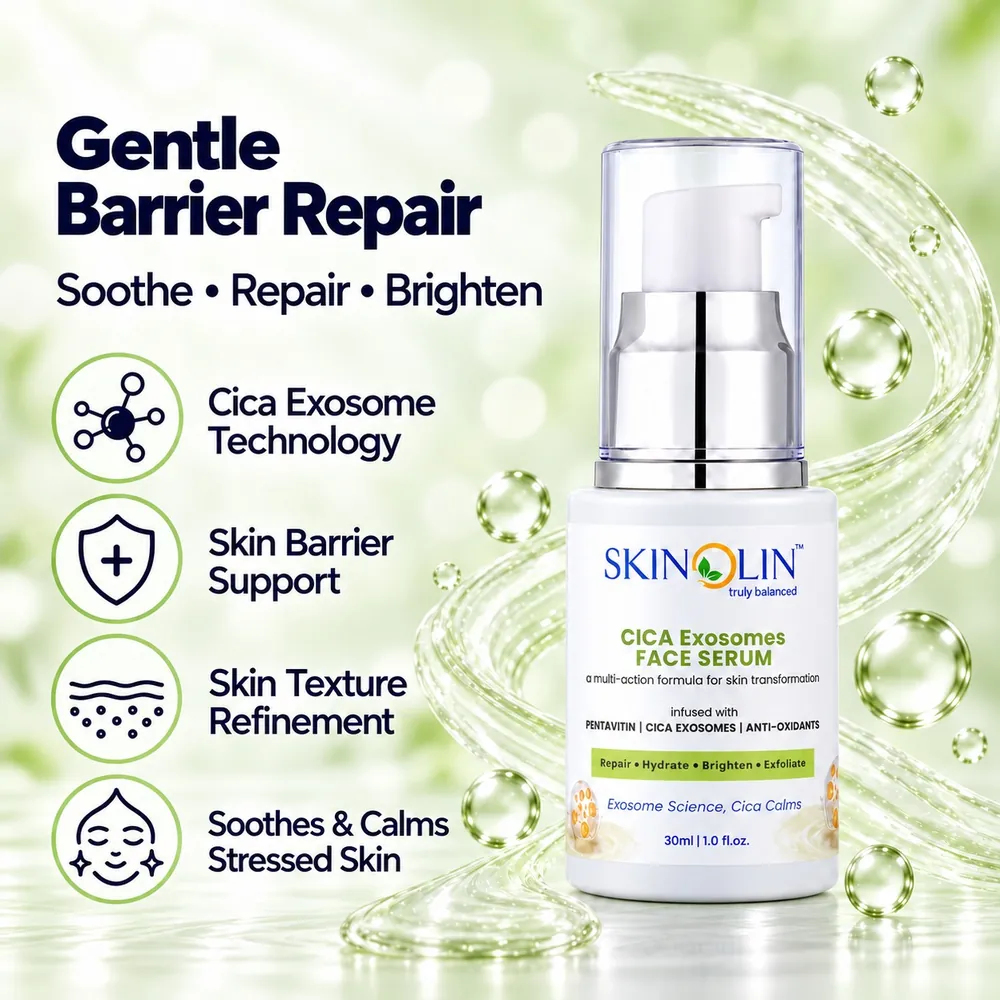 Gentle
Barrier Repair
Soothe • Repair • Brighten
Cica Exosome
Technology
Skin Barrier
Support
Skin Texture
Refinement
Soothes & Calms
Stressed Skin
SKINOLIN™
truly balanced
CICA Exosomes
FACE SERUM
a multi-action formula for skin transformation
infused with
PENTAVITIN | CICA EXOSOMES | ANTI-OXIDANTS
Repair • Hydrate • Brighten • Exfoliate
Exosome Science, Cica Calms
30ml | 1.0 fl.oz.